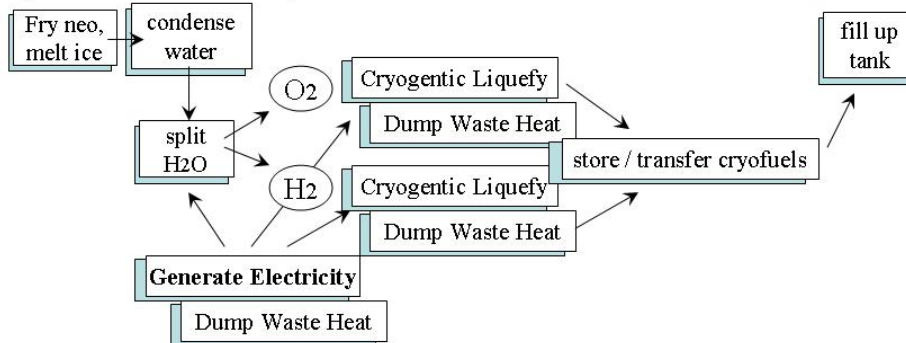 Fry neo,
melt ice
condense
water
fill up
tank
O2
Cryogentic Liquefy
Dump Waste Heat
split
H2O
store / transfer cryofuels
H2
Cryogentic Liquefy
Dump Waste Heat
Generate Electricity
Dump Waste Heat